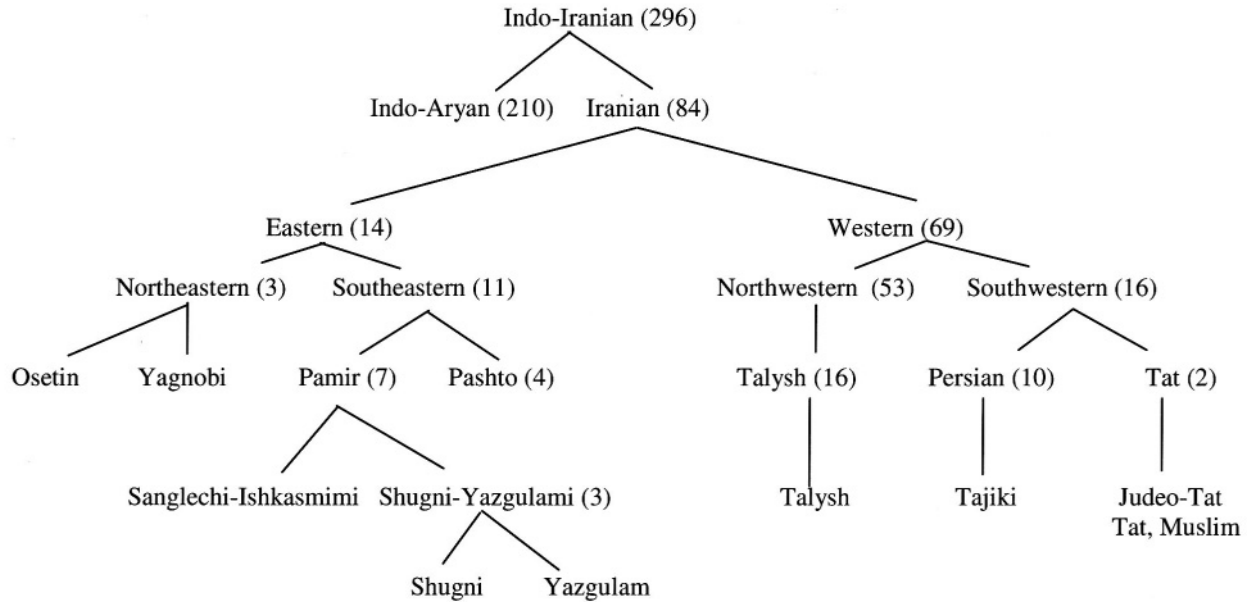 Indo-Iranian (296)
Indo-Aryan (210) Iranian (84)
Eastern (14) Western (69)
Northeastern (3) Southeastern (11) Northwestern (53) Southwestern (16)
Osetin Yagnobi Pamir (7) Pashto (4) Talysh (16) Persian (10) Tat (2)
Sanglechi-Ishkasmimi Shugni-Yazgulami (3) Talysh Tajiki Judeo-Tat
Tat, Muslim
Shugni Yazgulam